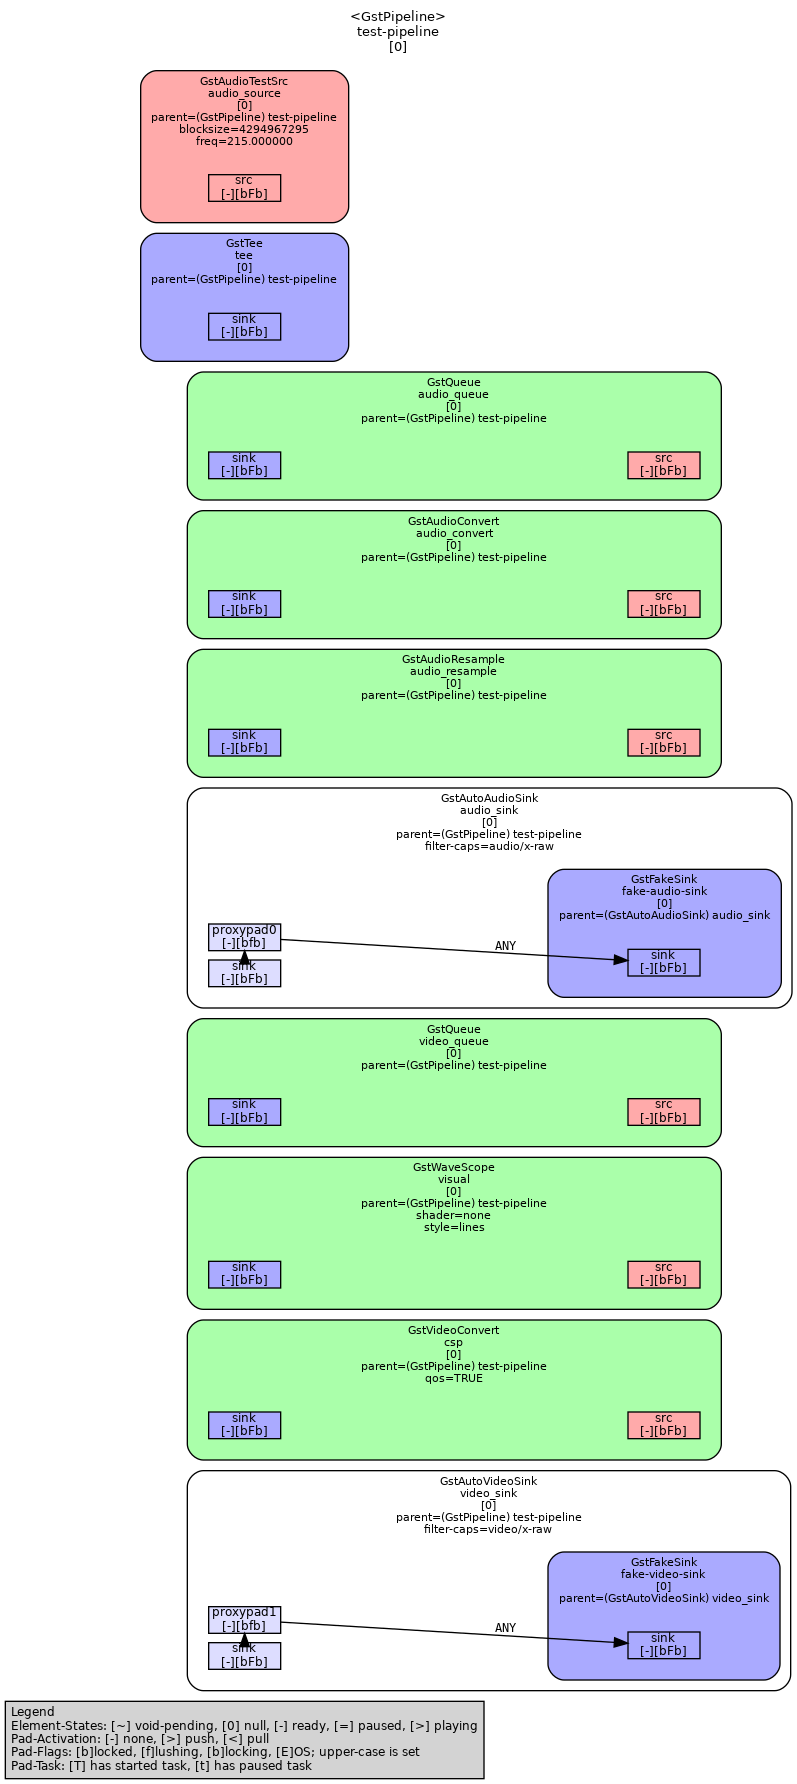 <GstPipeline>
test-pipeline
[0]
GstAudioTestSrc
audio_source
[0]
parent=(GstPipeline) test-pipeline
blocksize=4294967295
freq=215.000000
src
[-][bFb]
GstTee
tee
[0]
parent=(GstPipeline) test-pipeline
sink
[-][bFb]
GstQueue
audio_queue
[0]
parent=(GstPipeline) test-pipeline
sink
[-][bFb]
src
[-][bFb]
GstAudioConvert
audio_convert
[0]
parent=(GstPipeline) test-pipeline
sink
[-][bFb]
src
[-][bFb]
GstAudioResample
audio_resample
[0]
parent=(GstPipeline) test-pipeline
sink
[-][bFb]
src
[-][bFb]
GstAutoAudioSink
audio_sink
[0]
parent=(GstPipeline) test-pipeline
filter-caps=audio/x-raw
GstFakeSink
fake-audio-sink
[0]
parent=(GstAutoAudioSink) audio_sink
proxypad0
[-][bfb]
ANY
sink
[-][bFb]
sink
[-][bFb]
GstQueue
video_queue
[0]
parent=(GstPipeline) test-pipeline
sink
[-][bFb]
src
[-][bFb]
GstWaveScope
visual
[0]
parent=(GstPipeline) test-pipeline
shader=none
style=lines
sink
[-][bFb]
src
[-][bFb]
GstVideoConvert
csp
[0]
parent=(GstPipeline) test-pipeline
qos=TRUE
sink
[-][bFb]
src
[-][bFb]
GstAutoVideoSink
video_sink
[0]
parent=(GstPipeline) test-pipeline
filter-caps=video/x-raw
GstFakeSink
fake-video-sink
[0]
parent=(GstAutoVideoSink) video_sink
proxypad1
[-][bfb]
ANY
sink
[-][bFb]
sink
[-][bFb]
Legend
Element-States: [~] void-pending, [0] null, [-] ready, [=] paused, [>] playing
Pad-Activation: [-] none, [>] push, [<] pull
Pad-Flags: [b]locked, [f]lushing, [b]locking, [E]OS; upper-case is set
Pad-Task: [T] has started task, [t] has paused task